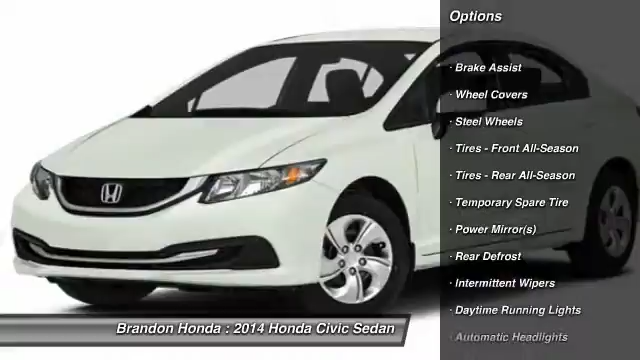 Options
· Brake Assist
· Wheel Covers
· Steel Wheels
· Tires - Front All-Season
· Tires - Rear All-Season
· Temporary Spare Tire
· Power Mirror(s)
· Rear Defrost
· Intermittent Wipers
· Daytime Running Lights
· Automatic Headlights
Brandon Honda : 2014 Honda Civic Sedan